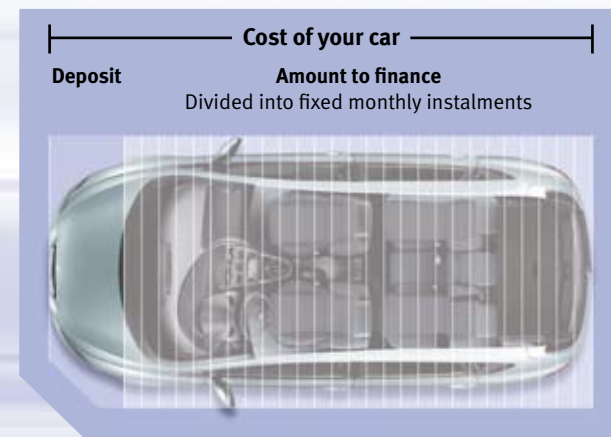 Cost of your car
Deposit
Amount to finance
Divided into fixed monthly instalments